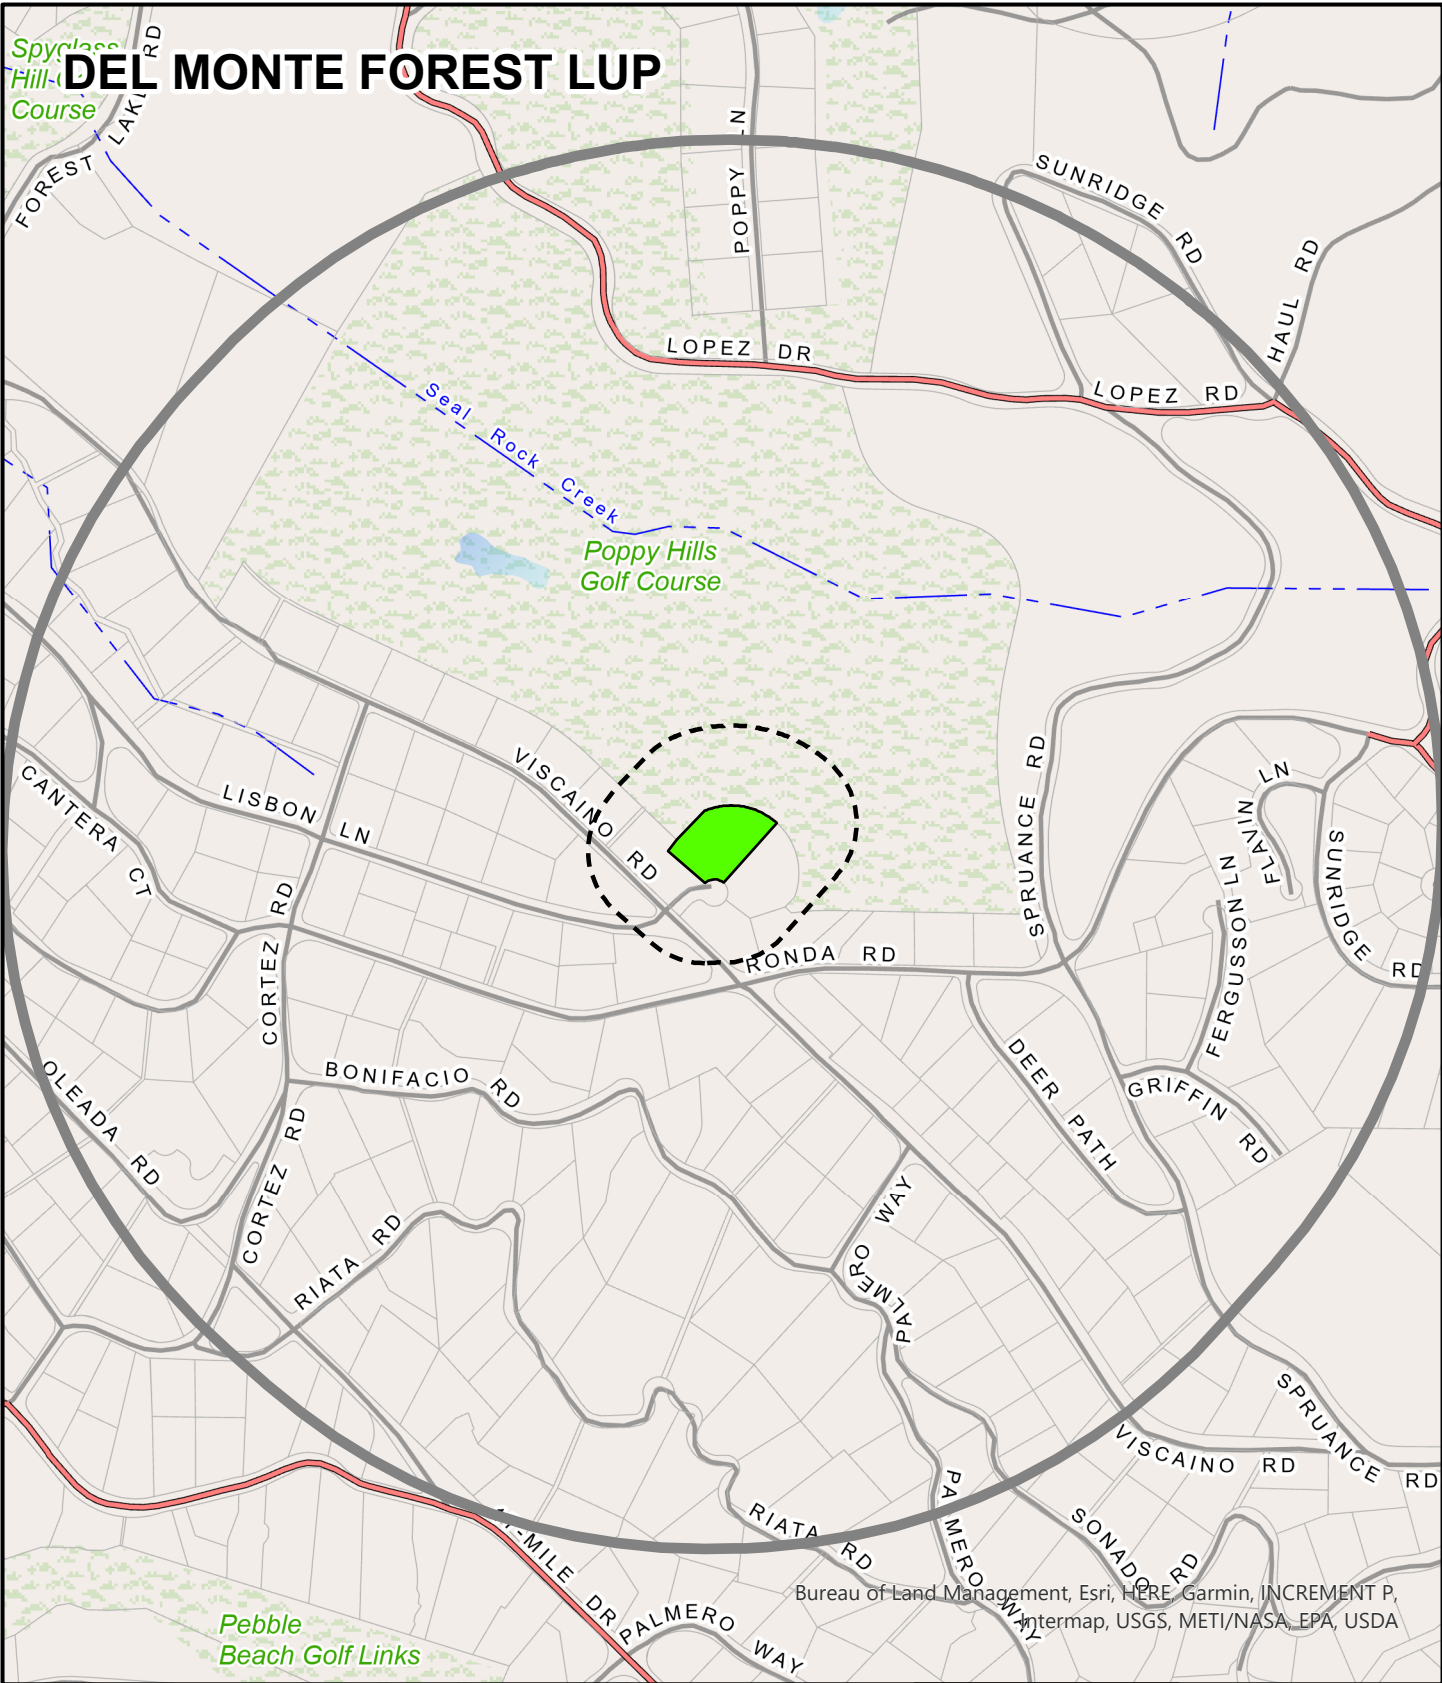 DEL MONTE FOREST LUP
Spyglass
Hill
Course
FOREST LAKE RD
POPPY LN
SUNRIDGE RD
HAUL RD
LOPEZ DR
LOPEZ RD
Seal Rock Creek
Poppy Hills
Golf Course
VISCAINO RD
SPRUANCE RD
FLAVIN LN
SUNRIDGE RD
FERGUSSON LN
LISBON LN
CANTERA CT
CORTEZ RD
RONDA RD
DEER PATH
GRIFFIN RD
BONIFACIO RD
OLEADA RD
CORTEZ RD
RIATA RD
PALMERO WAY
SPRUANCE RD
VISCAINO RD
RIATA RD
PALMERO WAY
SONADO RD
17-MILE DR
PALMERO WAY
Pebble
Beach Golf Links
Bureau of Land Management, Esri, HERE, Garmin, INCREMENT P,
Intermap, USGS, METI/NASA, EPA, USDA